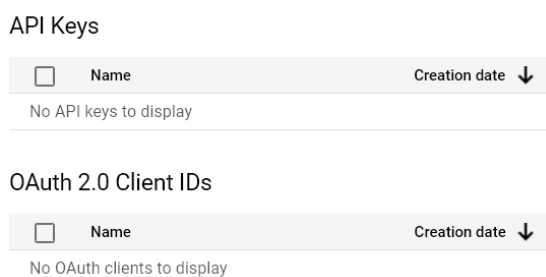 API Keys
Name Creation date
No API keys to display
OAuth 2.0 Client IDs
Name Creation date
No OAuth clients to display